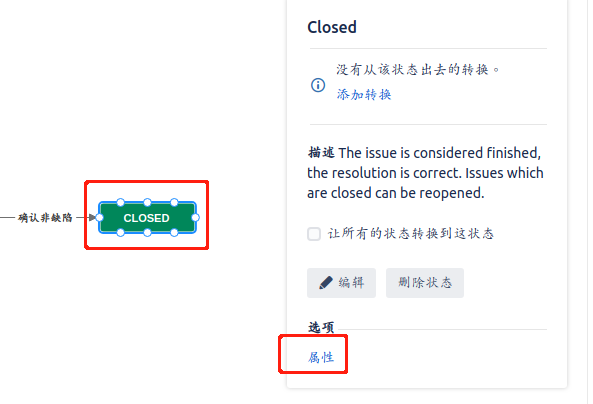 Closed
没有从该状态出去的转换。
添加转换
描述 The issue is considered finished,
the resolution is correct. Issues which
are closed can be reopened.
确认非缺陷
CLOSED
让所有的状态转换到这状态
编辑 删除状态
选项
属性